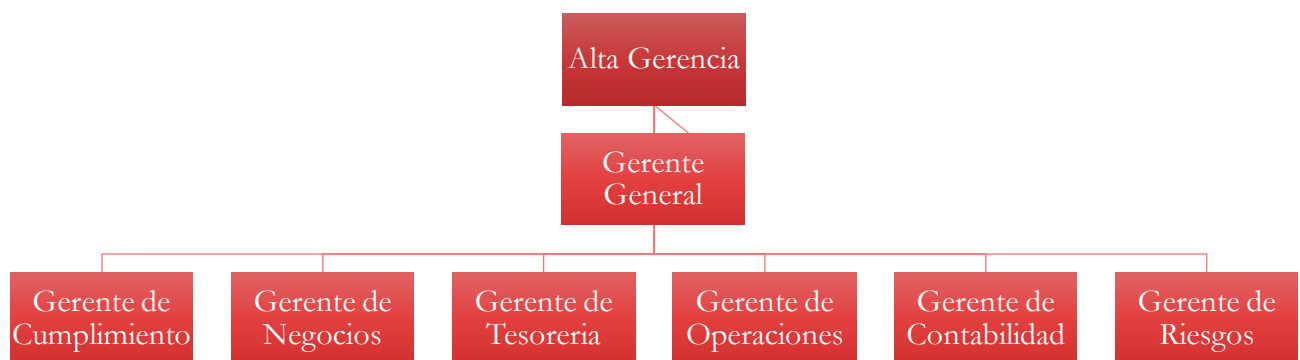 Alta Gerencia
Gerente
General
Gerente de
Cumplimiento
Gerente de
Negocios
Gerente de
Tesoreria
Gerente de
Operaciones
Gerente de
Contabilidad
Gerente de
Riesgos